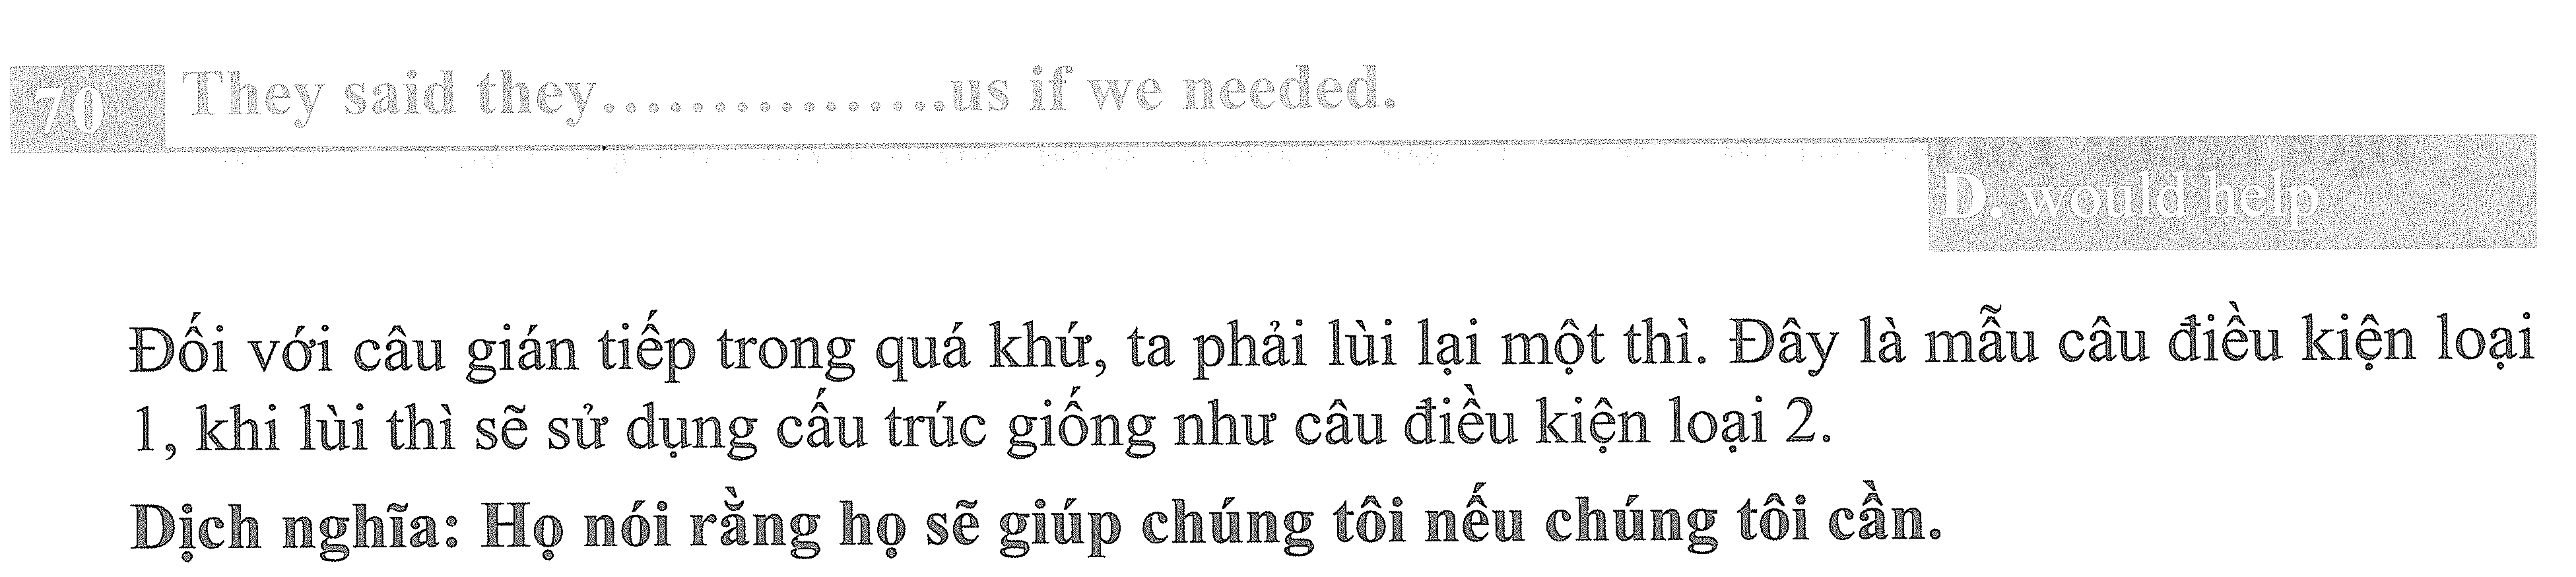 70 They said they................us if we needed.
D. would help
Đối với câu gián tiếp trong quá khứ, ta phải lùi lại một thì. Đây là mẫu câu điều kiện loại
1, khi lùi thì sẽ sử dụng cấu trúc giống như câu điều kiện loại 2.
Dịch nghĩa: Họ nói rằng họ sẽ giúp chúng tôi nếu chúng tôi cần.